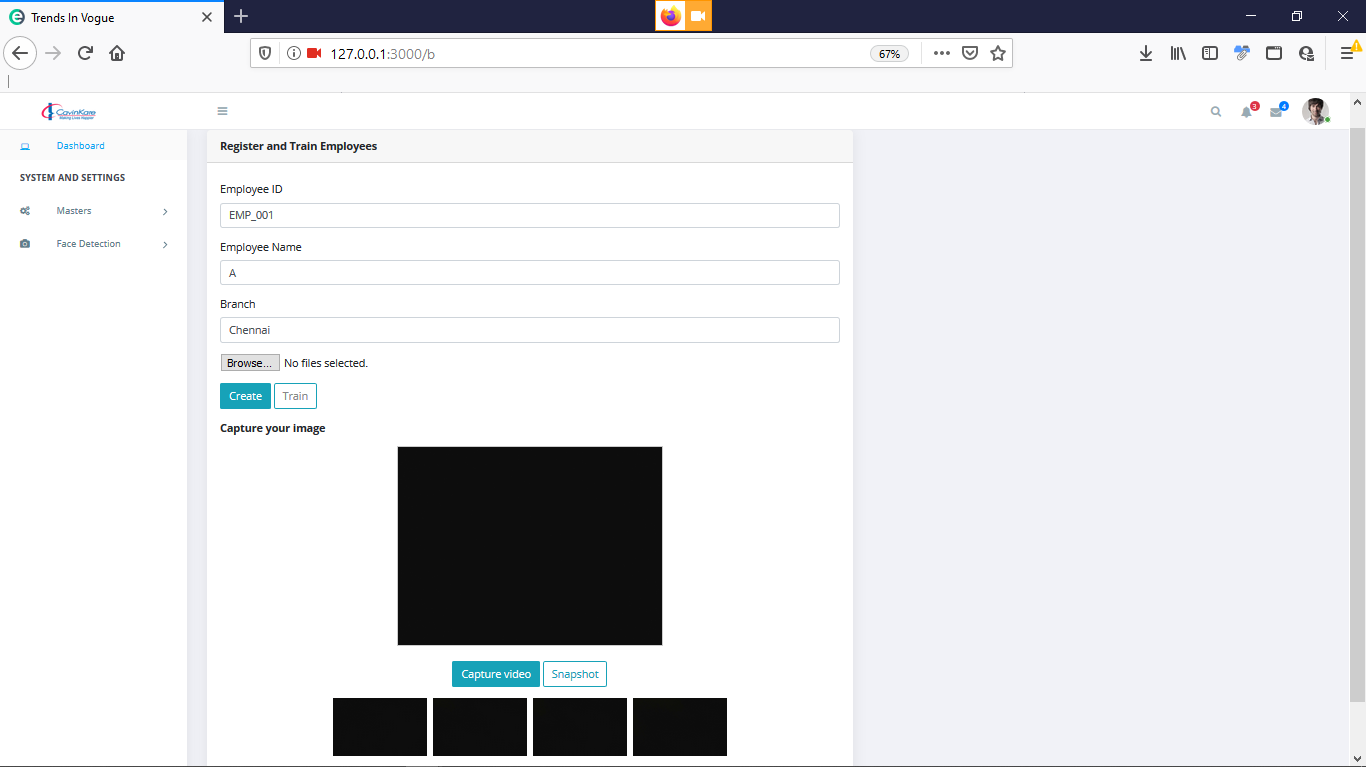 Trends In Vogue
127.0.0.1:3000/b
67%
CavinKare
Making Lives Happier
3
4
Dashboard
SYSTEM AND SETTINGS
Masters
Face Detection
Register and Train Employees
Employee ID
EMP_001
Employee Name
A
Branch
Chennai
Browse... No files selected.
Create Train
Capture your image
Capture video Snapshot